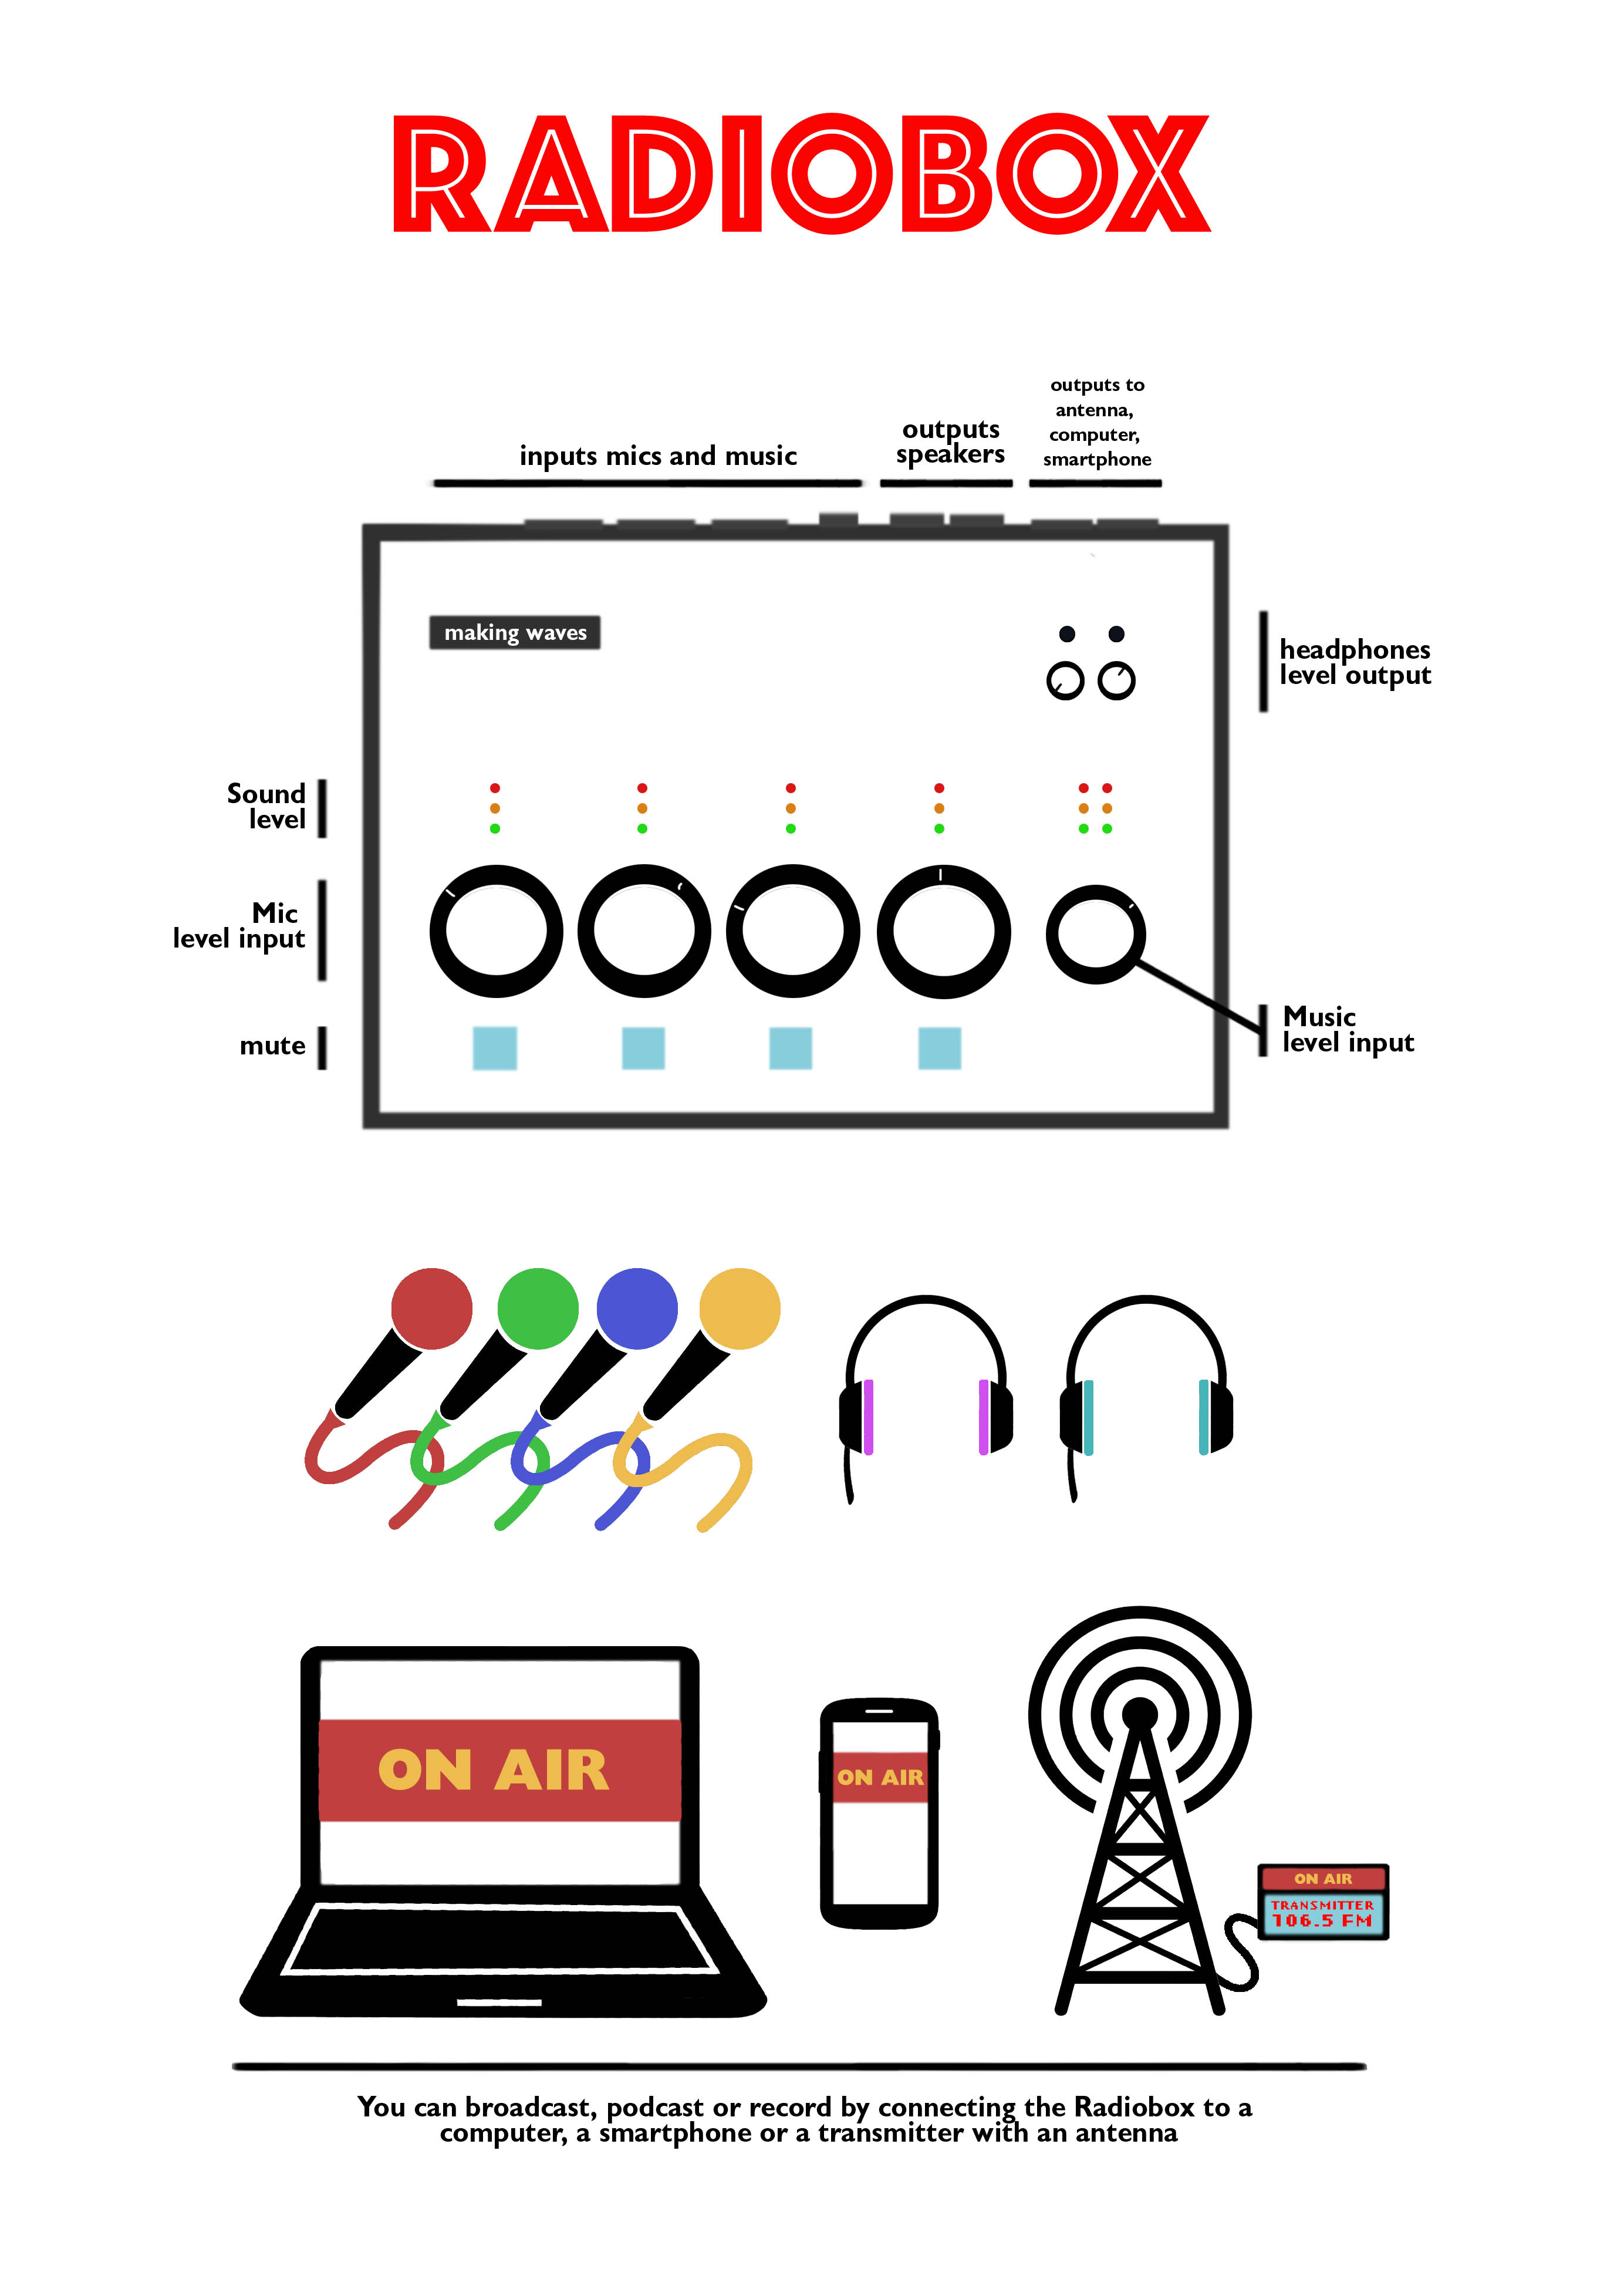 RADIOBOX
outputs to
antenna,
computer,
smartphone
outputs
speakers
inputs mics and music
making waves
headphones
level output
Sound
level
Mic
level input
mute
Music
level input
ON AIR
ON AIR
ON AIR
TRANSMITTER
106.5 FM
You can broadcast, podcast or record by connecting the Radiobox to a
computer, a smartphone or a transmitter with an antenna